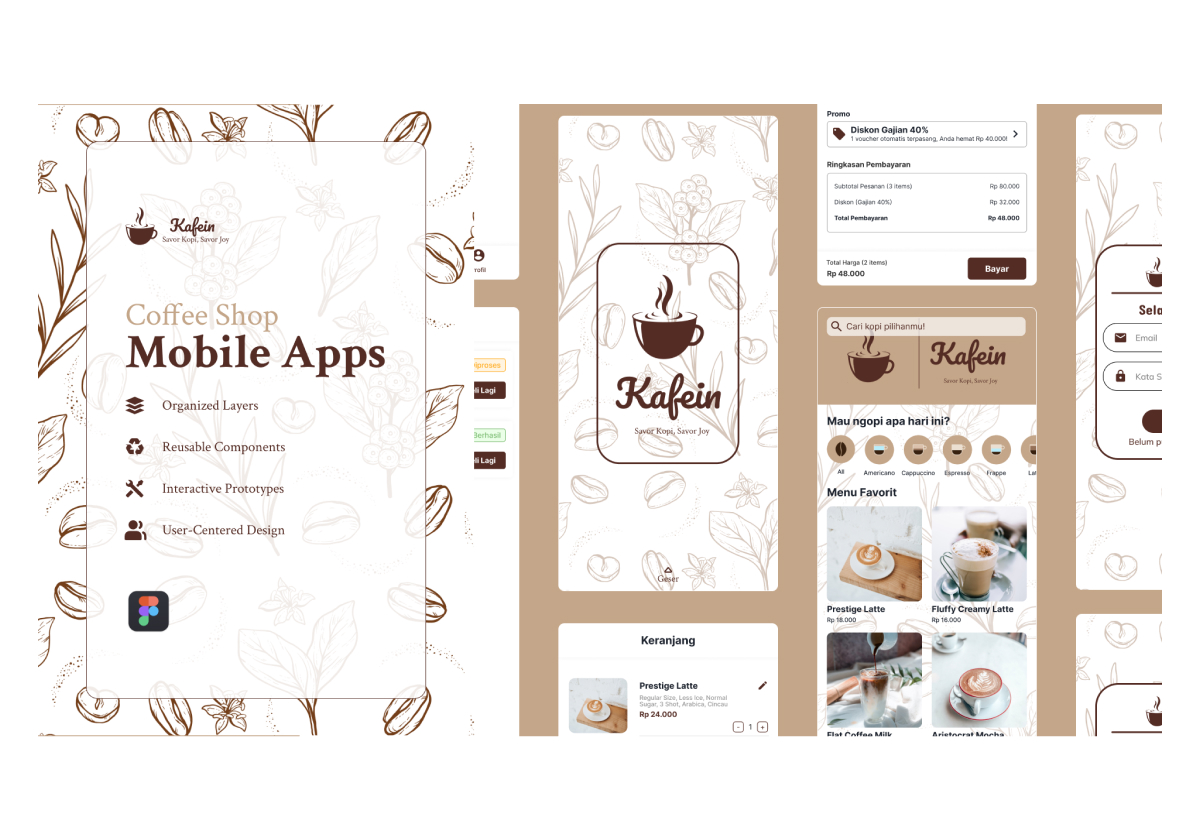 Kafein
Savor Kopi, Savor Joy
Coffee Shop
Mobile Apps
Organized Layers
Reusable Components
Interactive Prototypes
User-Centered Design
rofil
iproses
li Lagi
Berhasil
li Lagi
Kafein
Savor Kopi, Savor Joy
Geser
Keranjang
Prestige Latte
Regular Size, Less Ice, Normal
Sugar, 3 Shot, Arabica, Cincau
Rp 24.000
- 1 +
Promo
Diskon Gajian 40%
1 voucher otomatis terpasang, Anda hemat Rp 40.000!
Ringkasan Pembayaran
Subtotal Pesanan (3 items) Rp 80.000
Diskon (Gajian 40%) Rp 32.000
Total Pembayaran Rp 48.000
Total Harga (2 items)
Rp 48.000
Bayar
Cari kopi pilihanmu!
Kafein
Savor Kopi, Savor Joy
Mau ngopi apa hari ini?
All Americano Cappuccino Espresso Frappe Lat
Menu Favorit
Prestige Latte
Rp 18.000
Fluffy Creamy Latte
Rp 16.000
Flat Coffee Milk
Aristocrat Mocha
Sela
Email
Kata S
Belum p